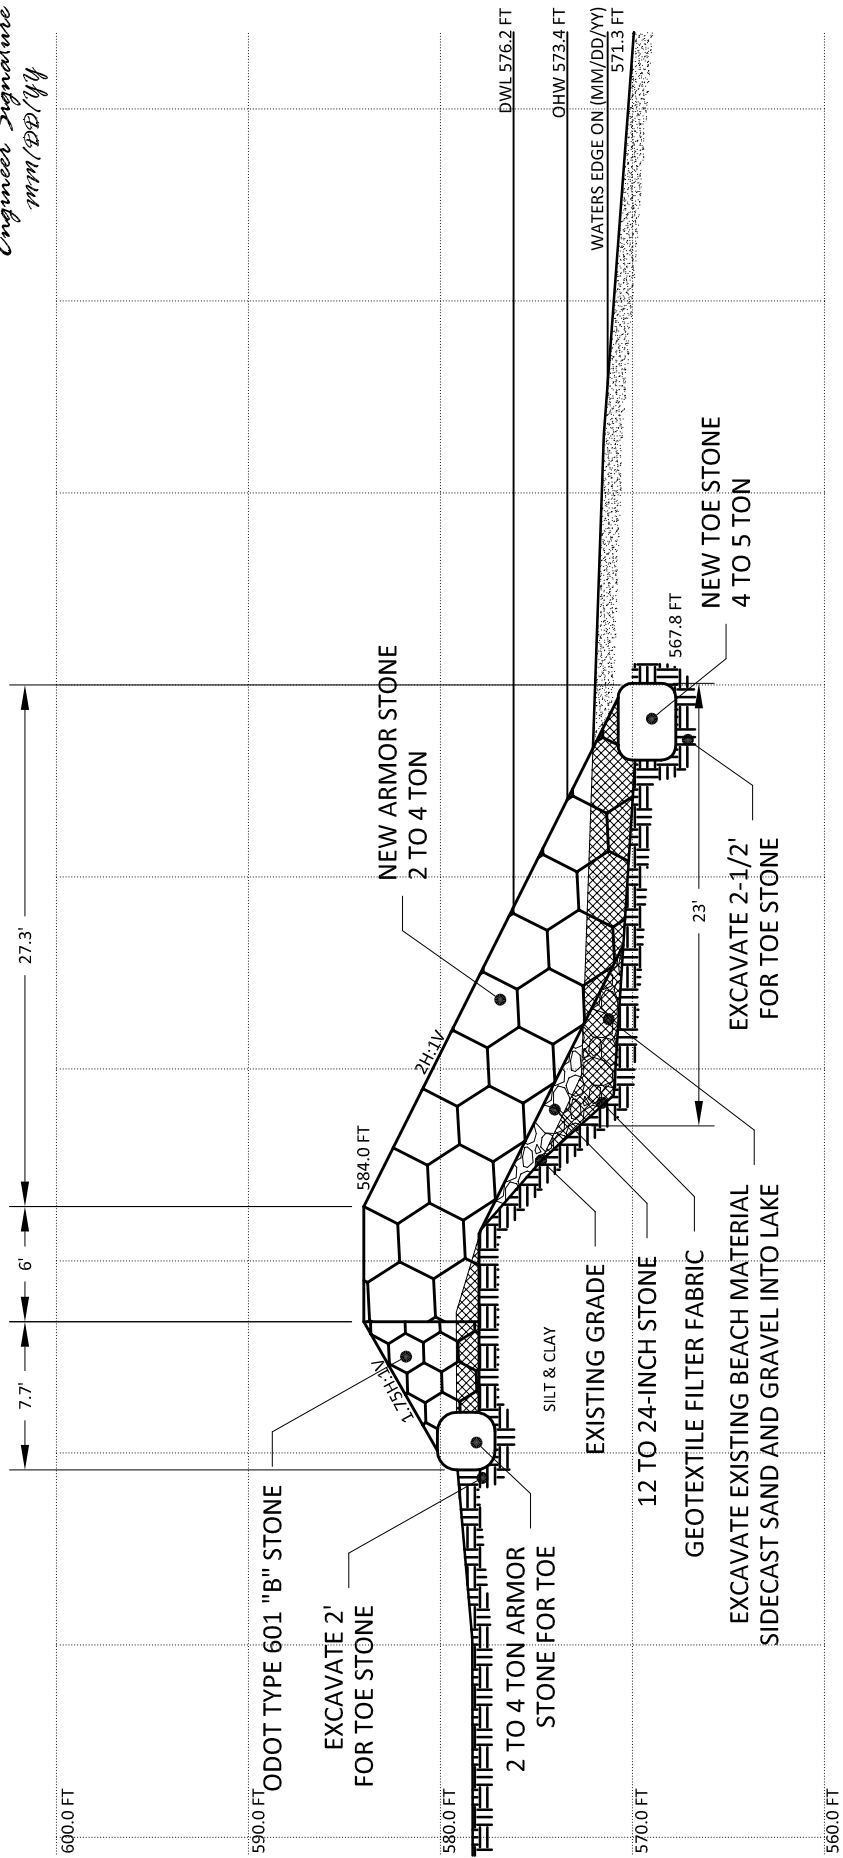 Engineer Signature
MM/DD/YY
DWL 576.2 FT
OHW 573.4 FT
WATERS EDGE ON (MM/DD/YY)
571.3 FT
27.3'
6'
7.7'
NEW ARMOR STONE
2 TO 4 TON
2H:1V
584.0 FT
1.75H:1V
567.8 FT
NEW TOE STONE
4 TO 5 TON
23'
EXCAVATE 2-1/2'
FOR TOE STONE
SILT & CLAY
EXISTING GRADE
12 TO 24-INCH STONE
GEOTEXTILE FILTER FABRIC
EXCAVATE EXISTING BEACH MATERIAL
SIDECAST SAND AND GRAVEL INTO LAKE
ODOT TYPE 601 "B" STONE
EXCAVATE 2'
FOR TOE STONE
2 TO 4 TON ARMOR
STONE FOR TOE
600.0 FT
590.0 FT
580.0 FT
570.0 FT
560.0 FT